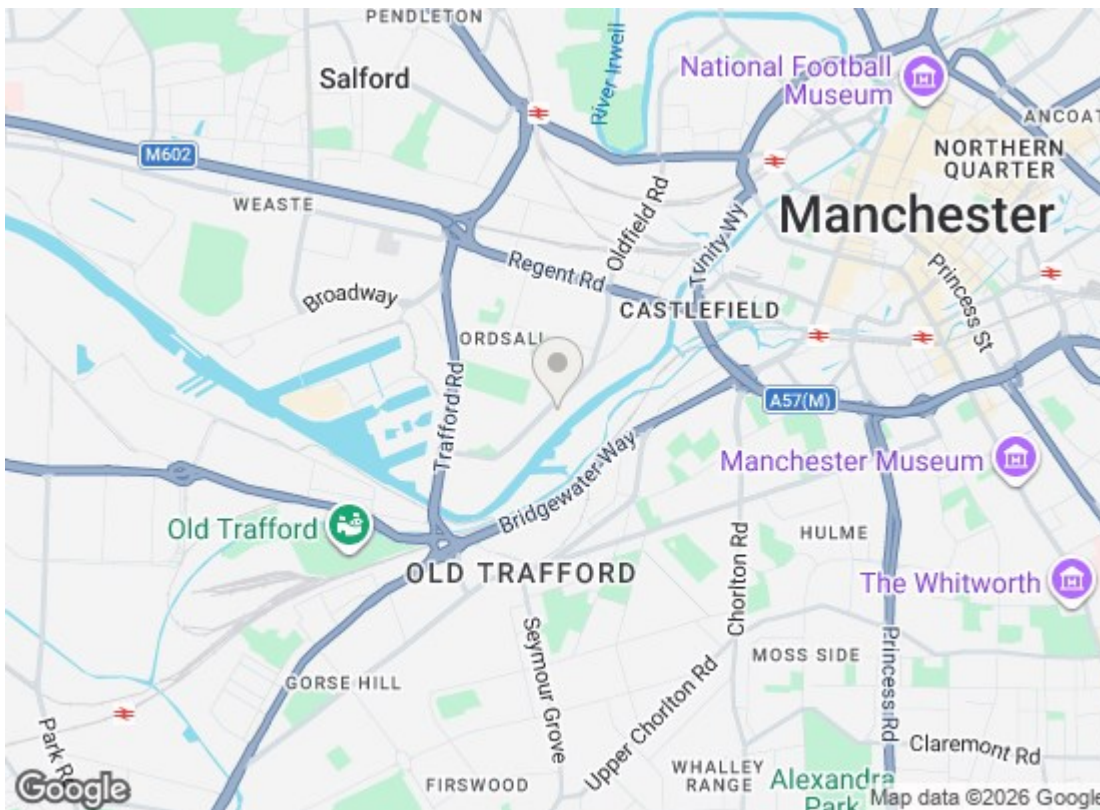 PENDLETON
Salford
River Irwell
National Football
Museum
ANCOAT
NORTHERN
QUARTER
M602
WEASTE
Oldfield Rd
Trinity Wy
Manchester
Regent Rd
Princess St
Broadway
CASTLEFIELD
ORDSALL
Trafford Rd
A57(M)
Bridgewater Way
Manchester Museum
Old Trafford
HULME
OLD TRAFFORD
Chorlton Rd
The Whitworth
Seymour Grove
MOSS SIDE
Princess Rd
GORSE HILL
Upper Chorlton Rd
Park Rd
Claremont Rd
WHALLEY
RANGE
FIRSWOOD
Alexandra
Park
Google
Map data ©2026 Google